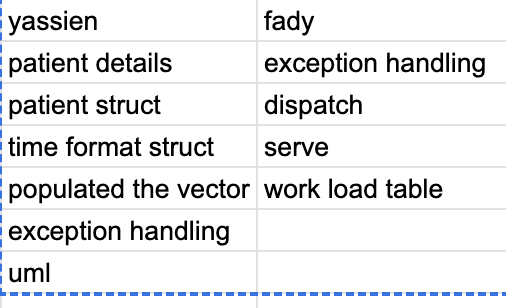 yassien fady
patient details exception handling
patient struct dispatch
time format struct serve
populated the vector work load table
exception handling
uml